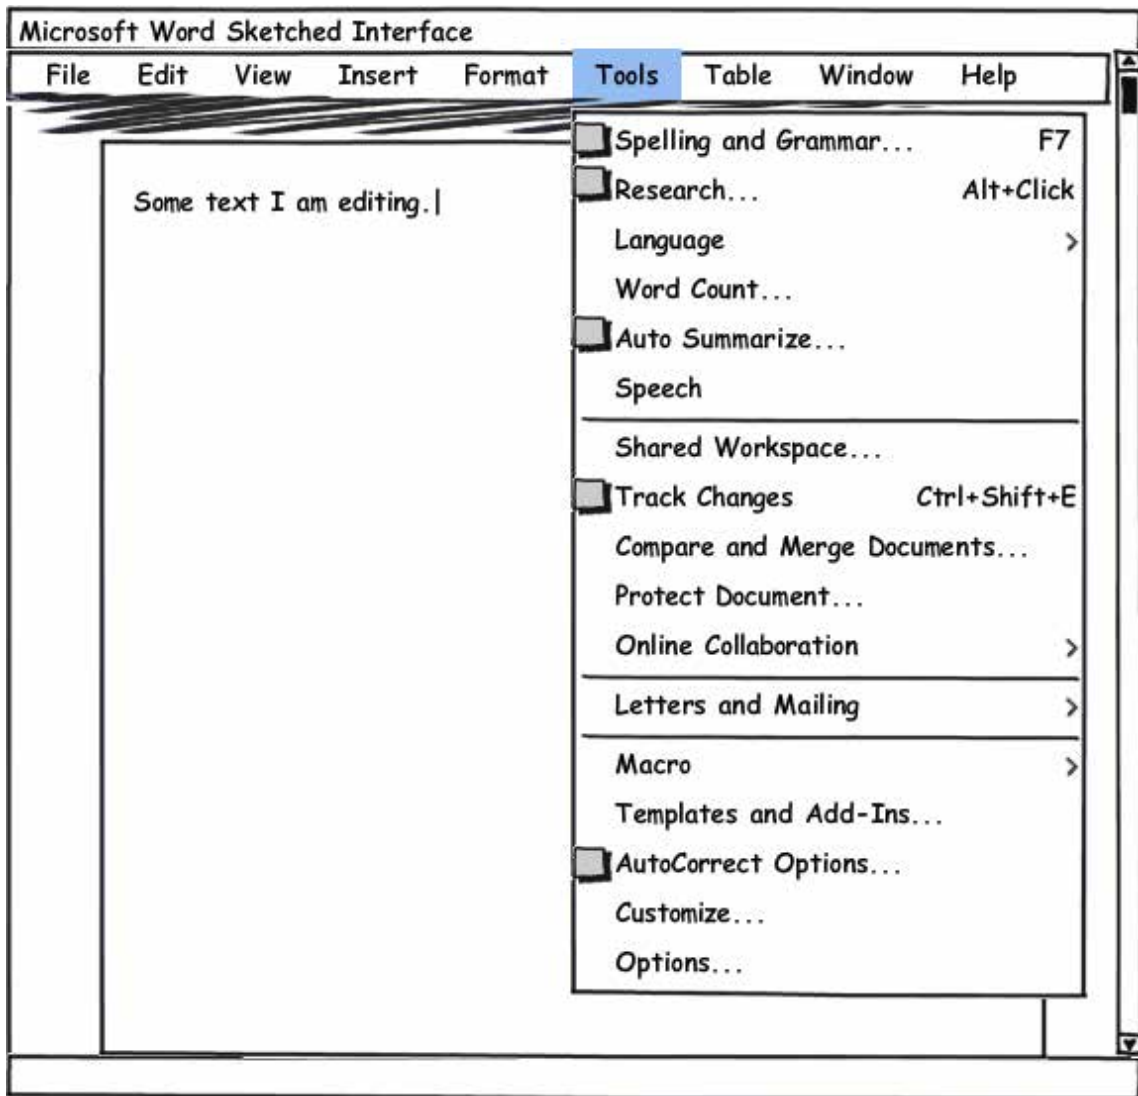 Microsoft Word Sketched Interface
File Edit View Insert Format Tools Table Window Help
Some text I am editing.
Spelling and Grammar... F7
Research... Alt+Click
Language >
Word Count...
Auto Summarize...
Speech
Shared Workspace...
Track Changes Ctrl+Shift+E
Compare and Merge Documents...
Protect Document...
Online Collaboration >
Letters and Mailing >
Macro >
Templates and Add-Ins...
AutoCorrect Options...
Customize...
Options...